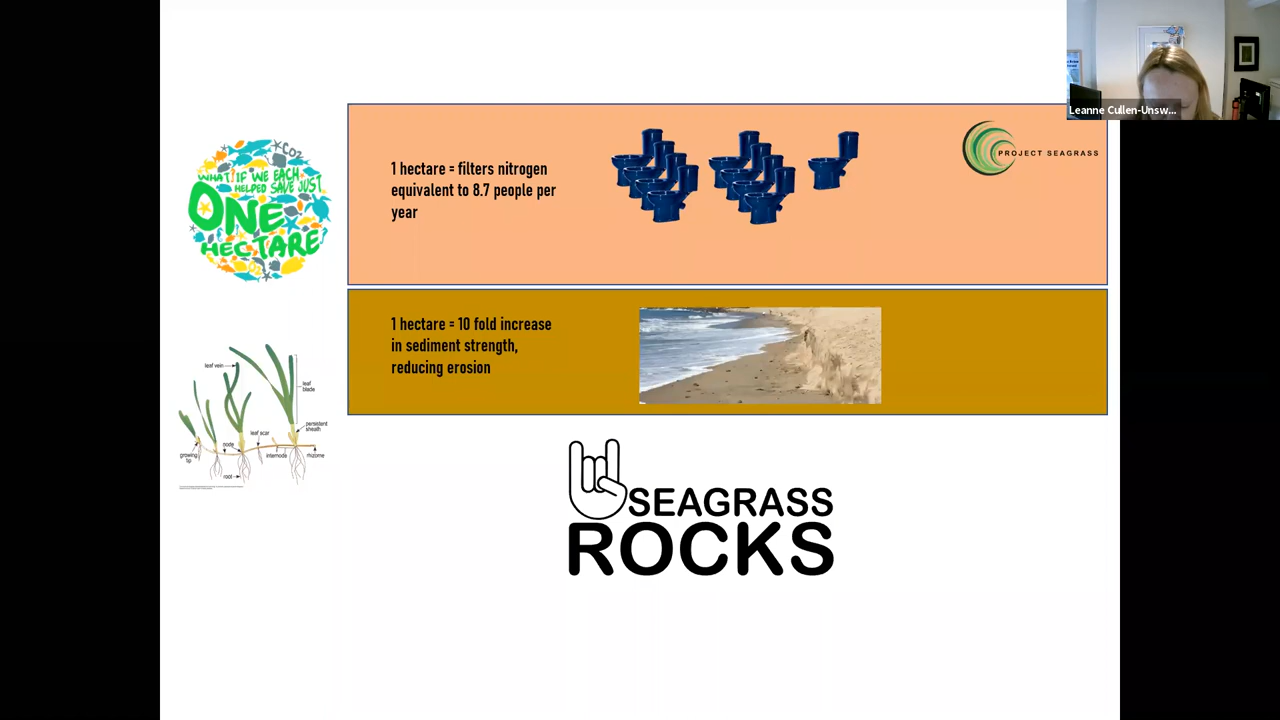 Leanne Cullen-Unsw...
PROJECT SEAGRASS
1 hectare = filters nitrogen
equivalent to 8.7 people per
year
CO2
WHAT IF WE EACH
HELPED SAVE JUST
ONE
HECTARE?
O2
1 hectare = 10 fold increase
in sediment strength,
reducing erosion
leaf vein
leaf
blade
persistent
sheath
leaf scar
node
growing
tip
internode
rhizome
root
SEAGRASS
ROCKS